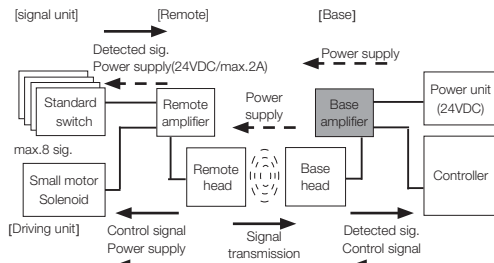 [signal unit]
[Remote]
[Base]
Detected sig.
Power supply(24VDC/max.2A)
Power supply
Standard
switch
Remote
amplifier
Power
supply
Base
amplifier
Power unit
(24VDC)
max.8 sig.
Small motor
Solenoid
Remote
head
Base
head
Controller
[Driving unit]
Control signal
Power supply
Signal
transmission
Detected sig.
Control signal